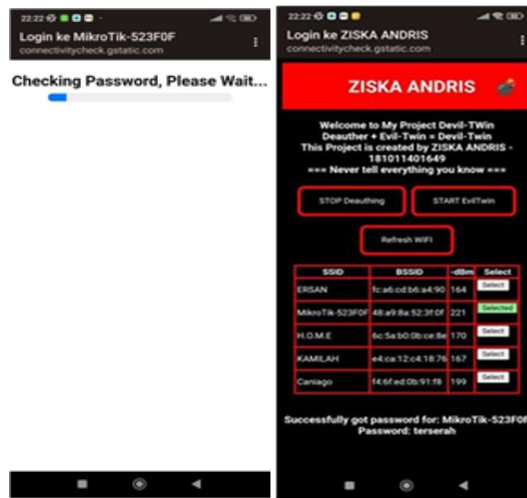 22:22
Login ke MikroTik-523F0F
connectivitycheck.gstatic.com
Checking Password, Please Wait...
22:22
Login ke ZISKA ANDRIS
connectivitycheck.gstatic.com
ZISKA ANDRIS
Welcome to My Project Devil-TWin
Deauther + Evil-Twin = Devil-Twin
This Project is created by ZISKA ANDRIS -
181011401649
=== Never tell everything you know ===
STOP Deauthing START EvilTwin
Refresh WIFI
SSID BSSID -dBm Select
ERSAN fc:a6:cd:b6:a4:90 164 Select
MikroTik-523F0F 48:a9:8a:52:3f:0f 221 Selected
H.O.M.E 6c:5a:b0:0b:ce:8e 170 Select
KAMILAH e4:ca:12:c4:18:76 167 Select
Caniago f4:6f:ed:0b:91:f8 199 Select
Successfully got password for: MikroTik-523F0F
Password: terserah